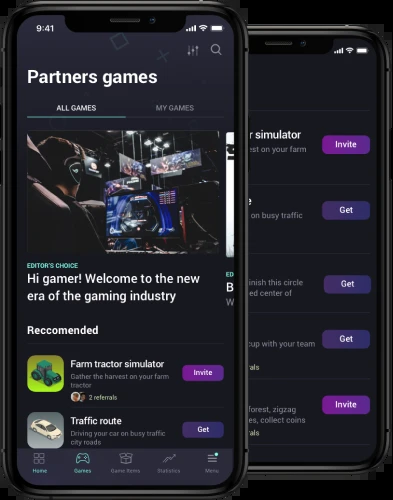 9:41
Partners games
ALL GAMES
MY GAMES
EDITOR'S CHOICE
Hi gamer! Welcome to the new
era of the gaming industry
Reccomended
Farm tractor simulator
Gather the harvest on your farm
tractor
2 referrals
Invite
Traffic route
Driving your car on busy traffic
city roads
Get
Home
Games
Game items
Statistics
Menu
simulator
est on your farm
Invite
on busy traffic
Get
inish this circle
ed center of
Get
cup with your team
Get
als
forest, zigzag
es, collect coins
als
Invite